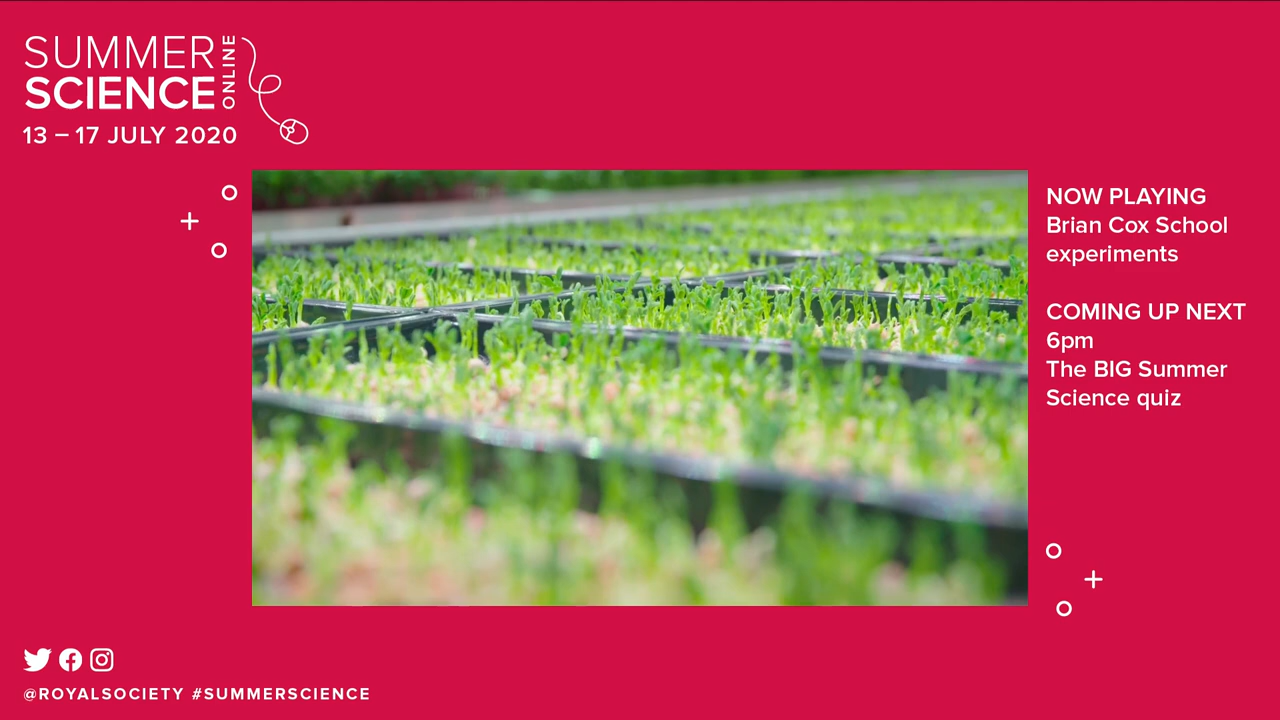 SUMMER
SCIENCE
ONLINE
13 – 17 JULY 2020
NOW PLAYING
Brian Cox School
experiments
COMING UP NEXT
6pm
The BIG Summer
Science quiz
@ROYALSOCIETY #SUMMERSCIENCE